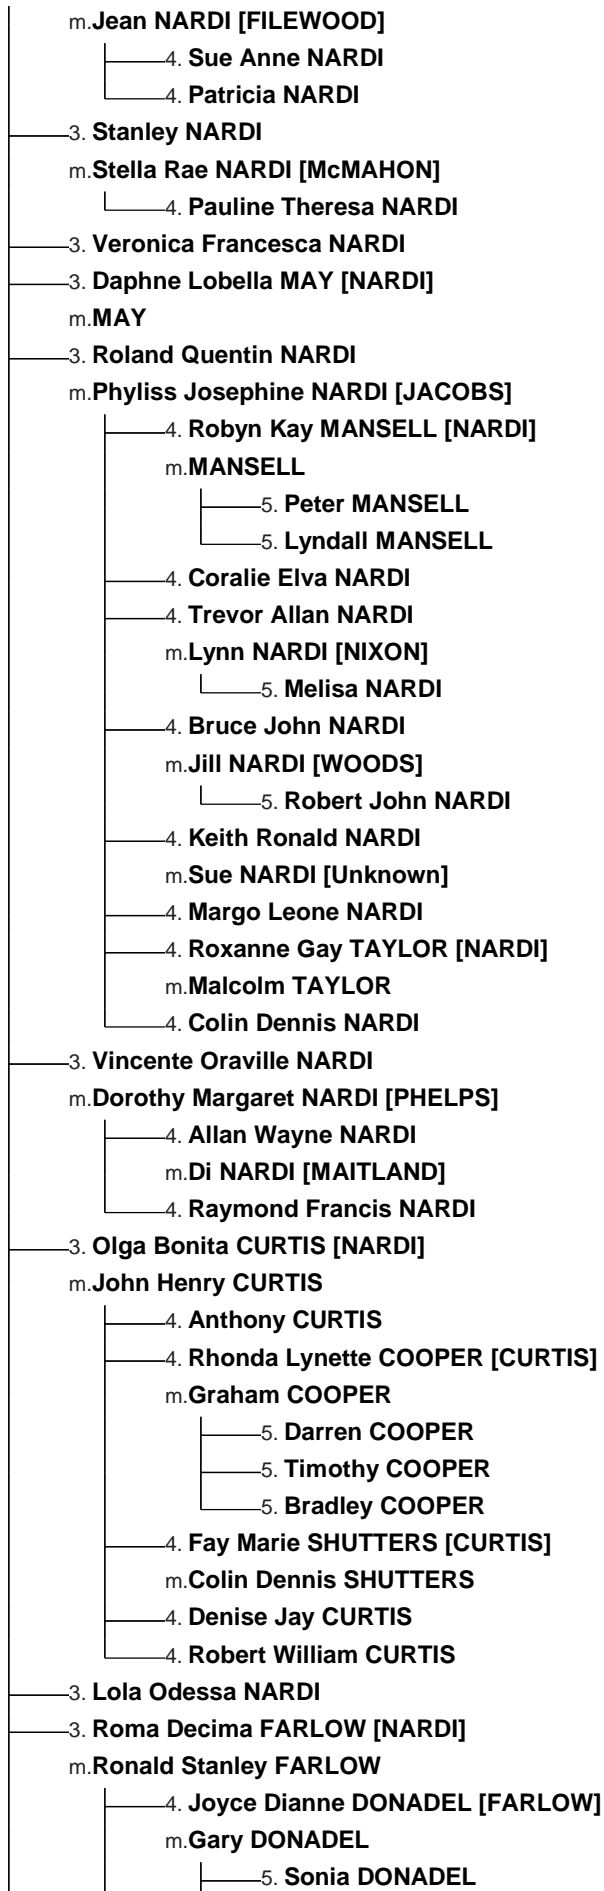 m.Jean NARDI [FILEWOOD]
4. Sue Anne NARDI
4. Patricia NARDI
3. Stanley NARDI
m.Stella Rae NARDI [McMAHON]
4. Pauline Theresa NARDI
3. Veronica Francesca NARDI
3. Daphne Lobella MAY [NARDI]
m.MAY
3. Roland Quentin NARDI
m.Phyliss Josephine NARDI [JACOBS]
4. Robyn Kay MANSELL [NARDI]
m.MANSELL
5. Peter MANSELL
5. Lyndall MANSELL
4. Coralie Elva NARDI
4. Trevor Allan NARDI
m.Lynn NARDI [NIXON]
5. Melisa NARDI
4. Bruce John NARDI
m.Jill NARDI [WOODS]
5. Robert John NARDI
4. Keith Ronald NARDI
m.Sue NARDI [Unknown]
4. Margo Leone NARDI
4. Roxanne Gay TAYLOR [NARDI]
m.Malcolm TAYLOR
4. Colin Dennis NARDI
3. Vincente Oraville NARDI
m.Dorothy Margaret NARDI [PHELPS]
4. Allan Wayne NARDI
m.Di NARDI [MAITLAND]
4. Raymond Francis NARDI
3. Olga Bonita CURTIS [NARDI]
m.John Henry CURTIS
4. Anthony CURTIS
4. Rhonda Lynette COOPER [CURTIS]
m.Graham COOPER
5. Darren COOPER
5. Timothy COOPER
5. Bradley COOPER
4. Fay Marie SHUTTERS [CURTIS]
m.Colin Dennis SHUTTERS
4. Denise Jay CURTIS
4. Robert William CURTIS
3. Lola Odessa NARDI
3. Roma Decima FARLOW [NARDI]
m.Ronald Stanley FARLOW
4. Joyce Dianne DONADEL [FARLOW]
m.Gary DONADEL
5. Sonia DONADEL